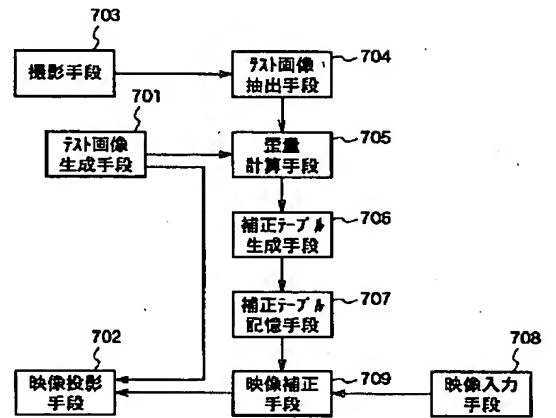 703
撮影手段
704
テスト画像
抽出手段
701
テスト画像
生成手段
705
歪量
計算手段
706
補正テーブル
生成手段
707
補正テーブル
記憶手段
702
映像投影
手段
709
映像補正
手段
708
映像入力
手段